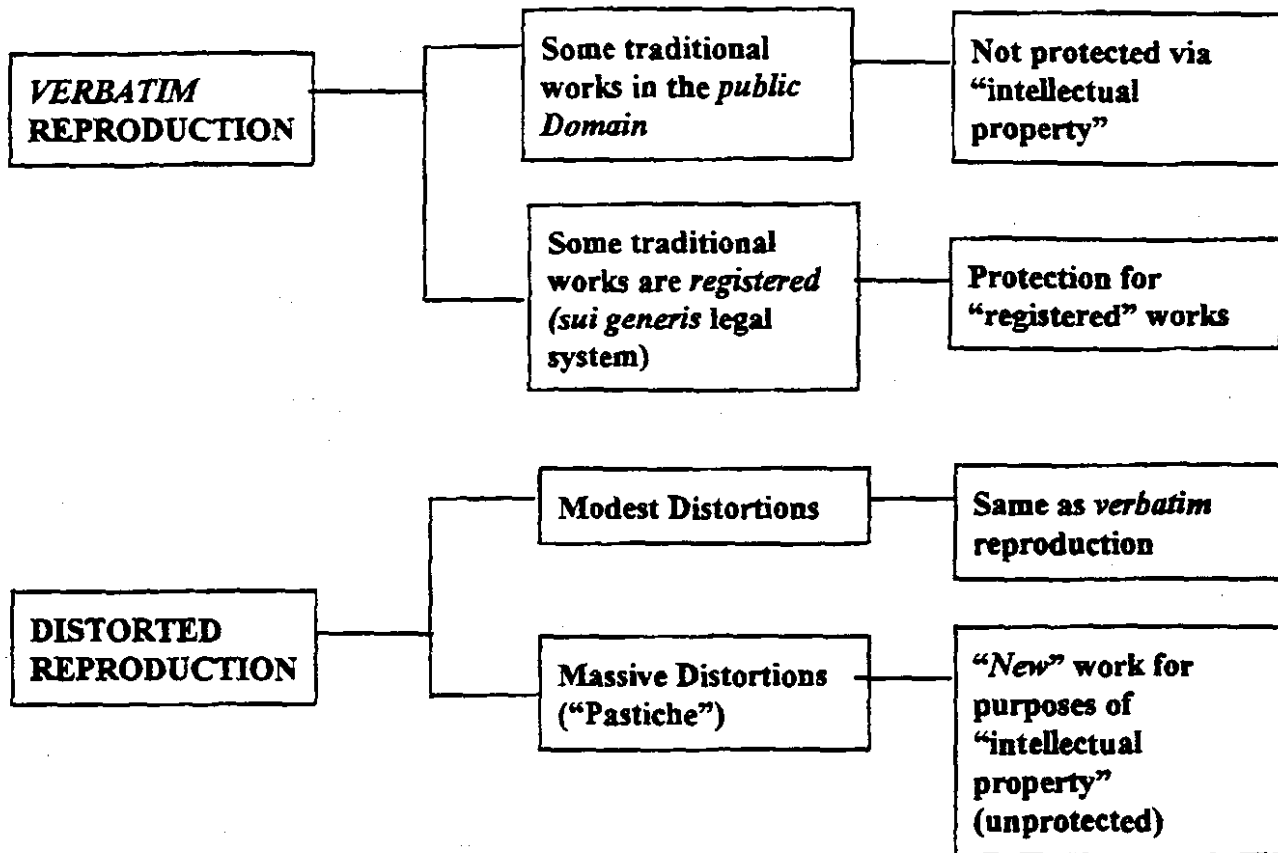 VERBATIM
REPRODUCTION
Some traditional
works in the public
Domain
Not protected via
“intellectual
property”
Some traditional
works are registered
(sui generis legal
system)
Protection for
“registered” works
DISTORTED
REPRODUCTION
Modest Distortions
Same as verbatim
reproduction
Massive Distortions
(“Pastiche”)
“New” work for
purposes of
“intellectual
property”
(unprotected)